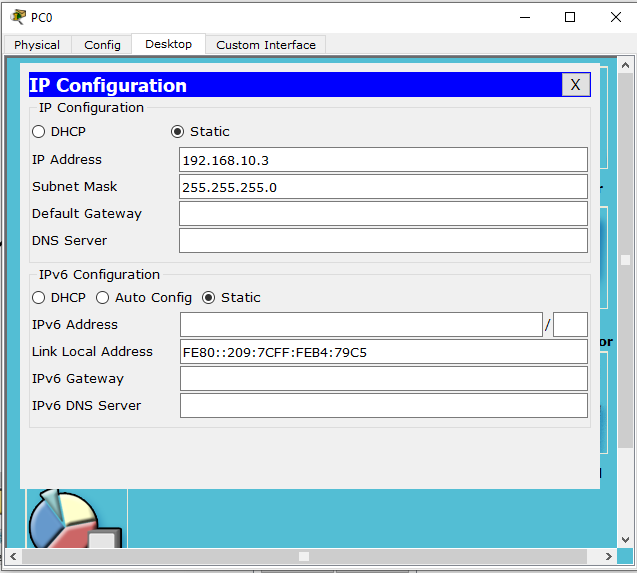 PC0
Physical Config Desktop Custom Interface
IP Configuration X
IP Configuration
DHCP Static
IP Address 192.168.10.3
Subnet Mask 255.255.255.0
Default Gateway
DNS Server
IPv6 Configuration
DHCP Auto Config Static
IPv6 Address /
Link Local Address FE80::209:7CFF:FEB4:79C5
IPv6 Gateway
IPv6 DNS Server